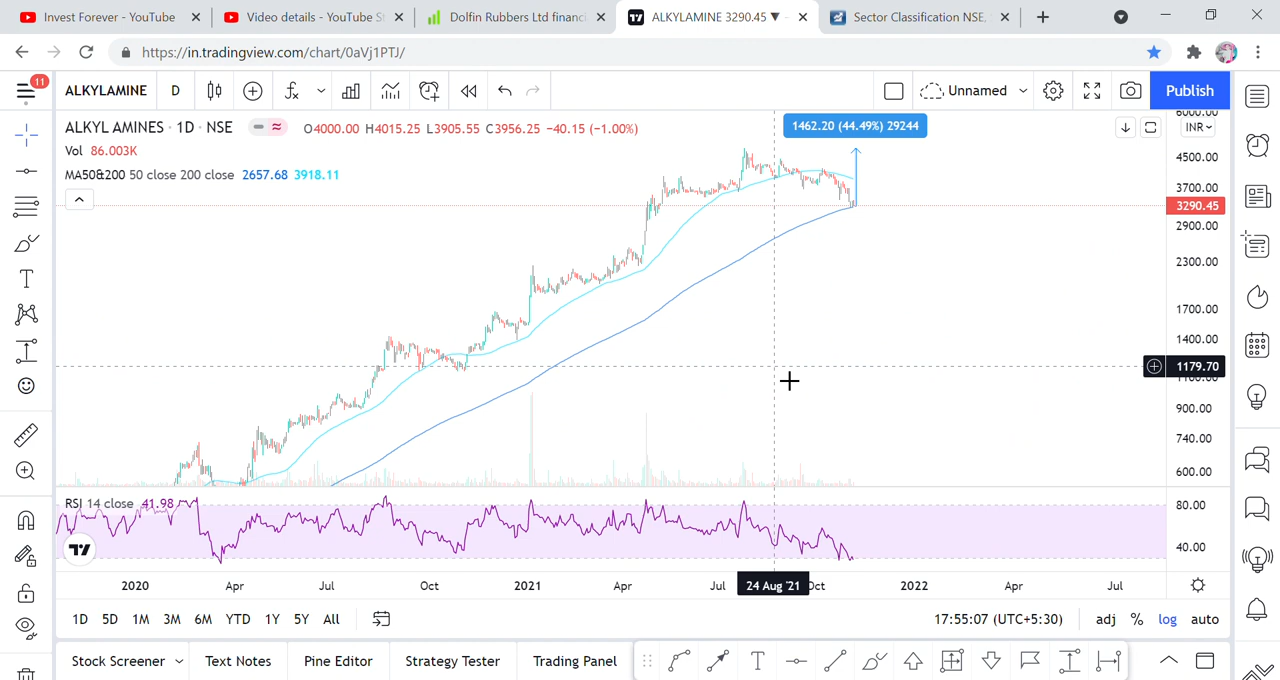 Invest Forever - YouTube
Video details - YouTube St
Dolfin Rubbers Ltd financi
ALKYLAMINE 3290.45 ▼ -
Sector Classification NSE,
https://in.tradingview.com/chart/0aVj1PTJ/
11
ALKYLAMINE D Unnamed Publish
ALKYL AMINES · 1D · NSE O4000.00 H4015.25 L3905.55 C3956.25 −40.15 (−1.00%)
Vol 86.003K
MA50&200 50 close 200 close 2657.68 3918.11
1462.20 (44.49%) 29244
6000.00
INR
4500.00
3700.00
3290.45
2900.00
2300.00
1700.00
1400.00
1179.70
1100.00
900.00
740.00
600.00
RSI 14 close 41.98
80.00
40.00
2020 Apr Jul Oct 2021 Apr Jul 24 Aug '21 Oct 2022 Apr Jul
1D 5D 1M 3M 6M YTD 1Y 5Y All 17:55:07 (UTC+5:30) adj % log auto
Stock Screener Text Notes Pine Editor Strategy Tester Trading Panel